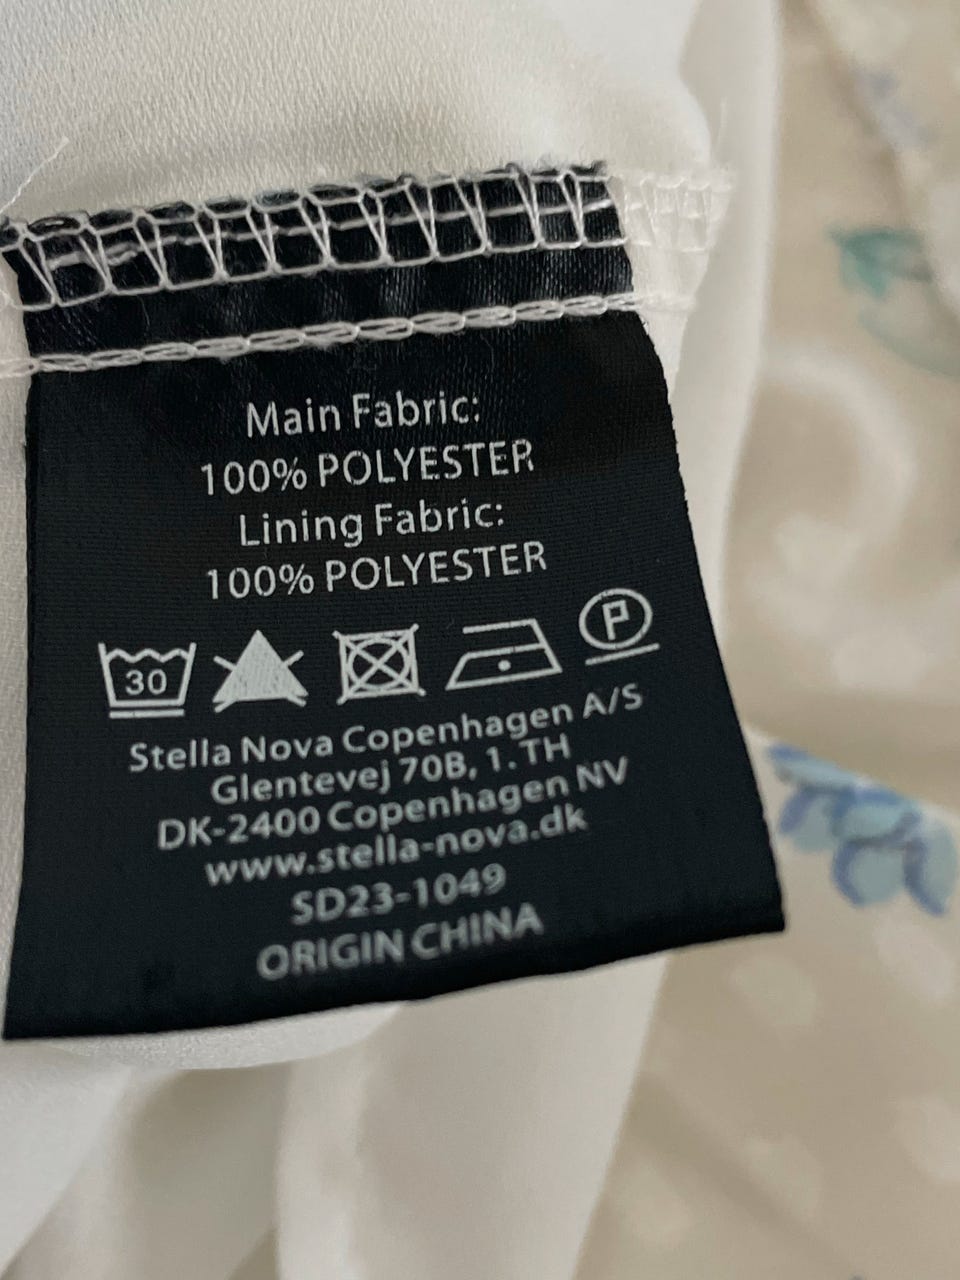 Main Fabric:
100% POLYESTER
Lining Fabric:
100% POLYESTER
30 P
Stella Nova Copenhagen A/S
Glentevej 70B, 1. TH
DK-2400 Copenhagen NV
www.stella-nova.dk
SD23-1049
ORIGIN CHINA